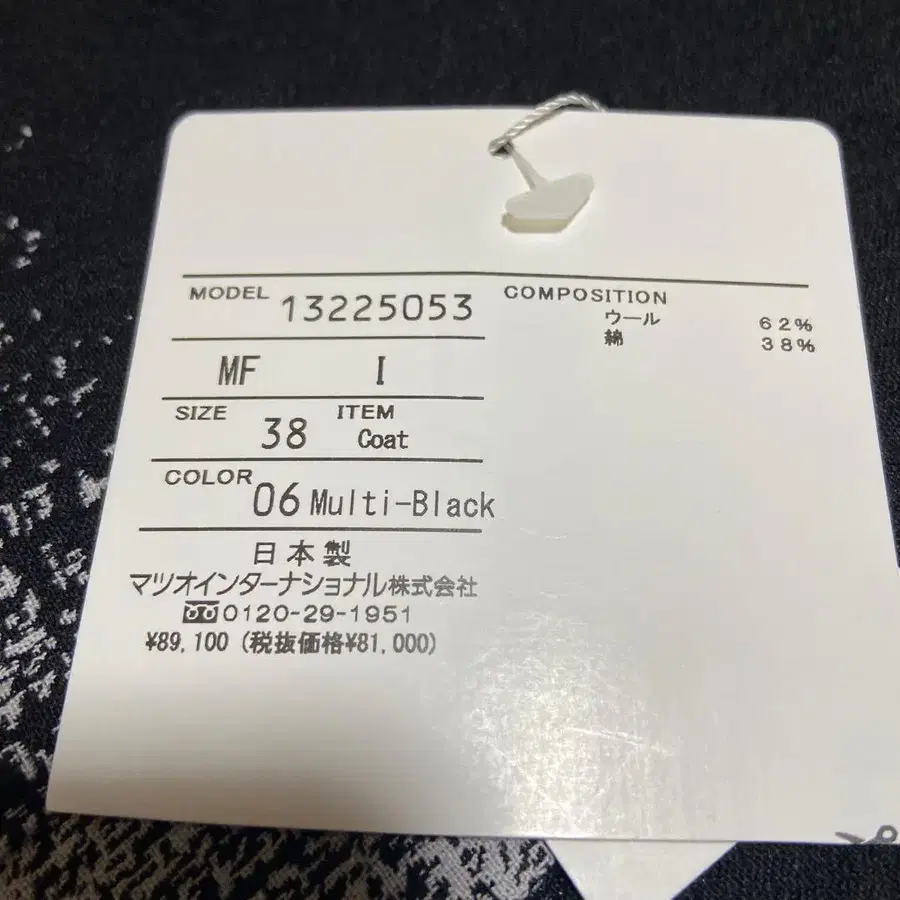 MODEL 13225053
MF I
SIZE 38 ITEM Coat
COLOR 06 Multi-Black
日本製
マツオインターナショナル株式会社
0120-29-1951
¥89,100 (税抜価格¥81,000)
COMPOSITION
ウール 62%
綿 38%